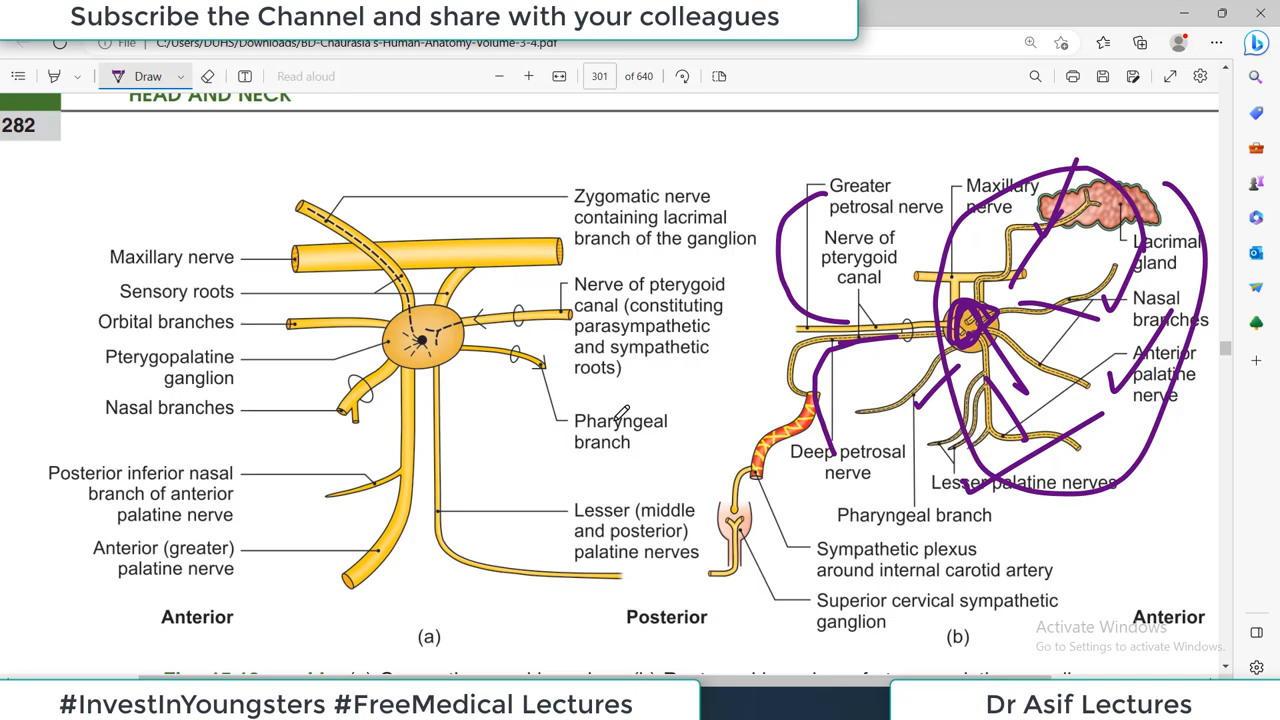 Subscribe the Channel and share with your colleagues
File
C:/Users/DUHS/Downloads/BD-Chaurasia's-Human-Anatomy-Volume-3-4.pdf
Draw
Read aloud
301 of 640
HEAD AND NECK
282
Zygomatic nerve
containing lacrimal
branch of the ganglion
Maxillary nerve
Sensory roots
Orbital branches
Pterygopalatine
ganglion
Nasal branches
Posterior inferior nasal
branch of anterior
palatine nerve
Anterior (greater)
palatine nerve
Nerve of pterygoid
canal (constituting
parasympathetic
and sympathetic
roots)
Pharyngeal
branch
Lesser (middle
and posterior)
palatine nerves
Anterior
Posterior
(a)
Greater
petrosal nerve
Maxillary
nerve
Nerve of
pterygoid
canal
Lacrimal
gland
Nasal
branches
Anterior
palatine
nerve
Deep petrosal
nerve
Lesser palatine nerves
Pharyngeal branch
Sympathetic plexus
around internal carotid artery
Superior cervical sympathetic
ganglion
Anterior
(b)
Activate Windows
Go to Settings to activate Windows.
#InvestInYoungsters #FreeMedical Lectures
Dr Asif Lectures